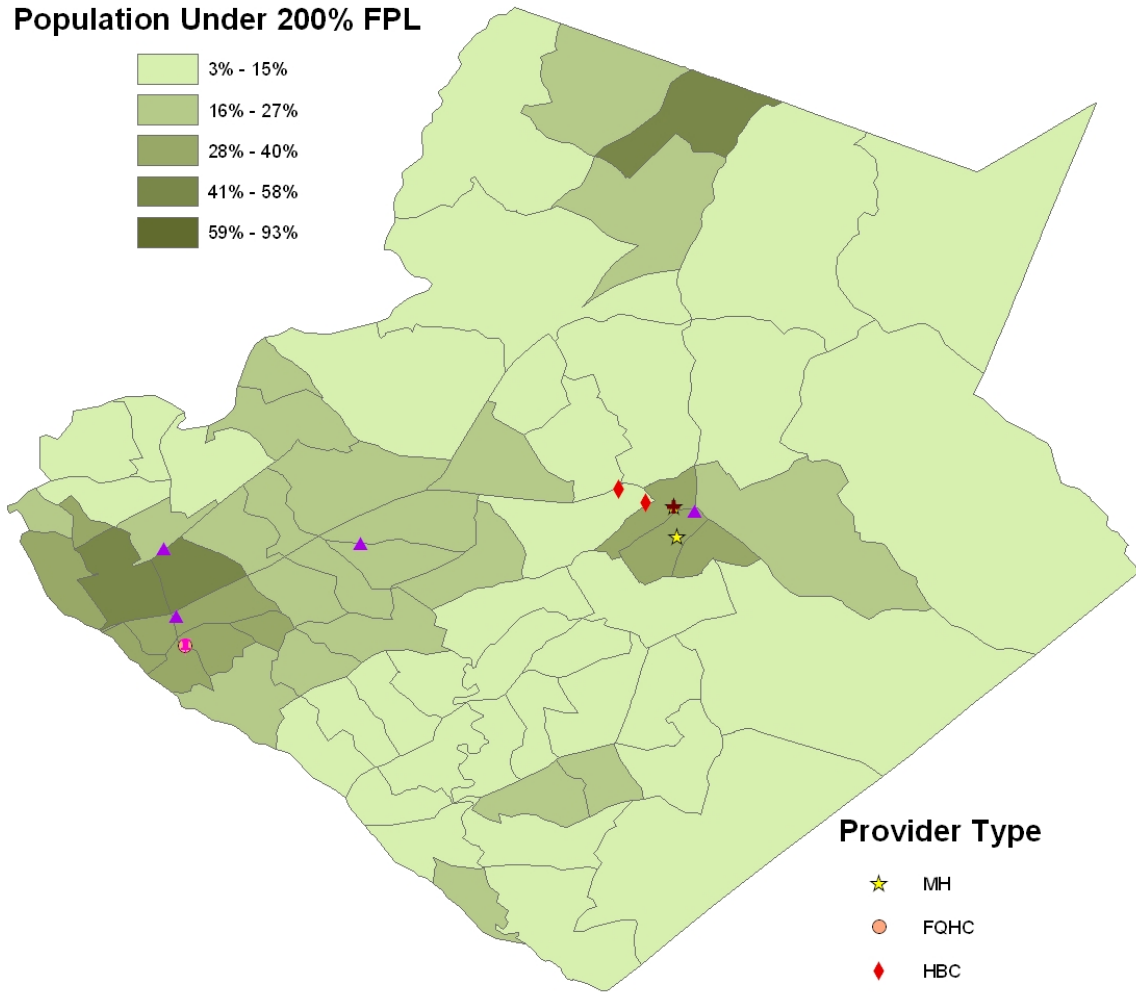 Population Under 200% FPL
3% - 15%
16% - 27%
28% - 40%
41% - 58%
59% - 93%
Provider Type
MH
FQHC
HBC